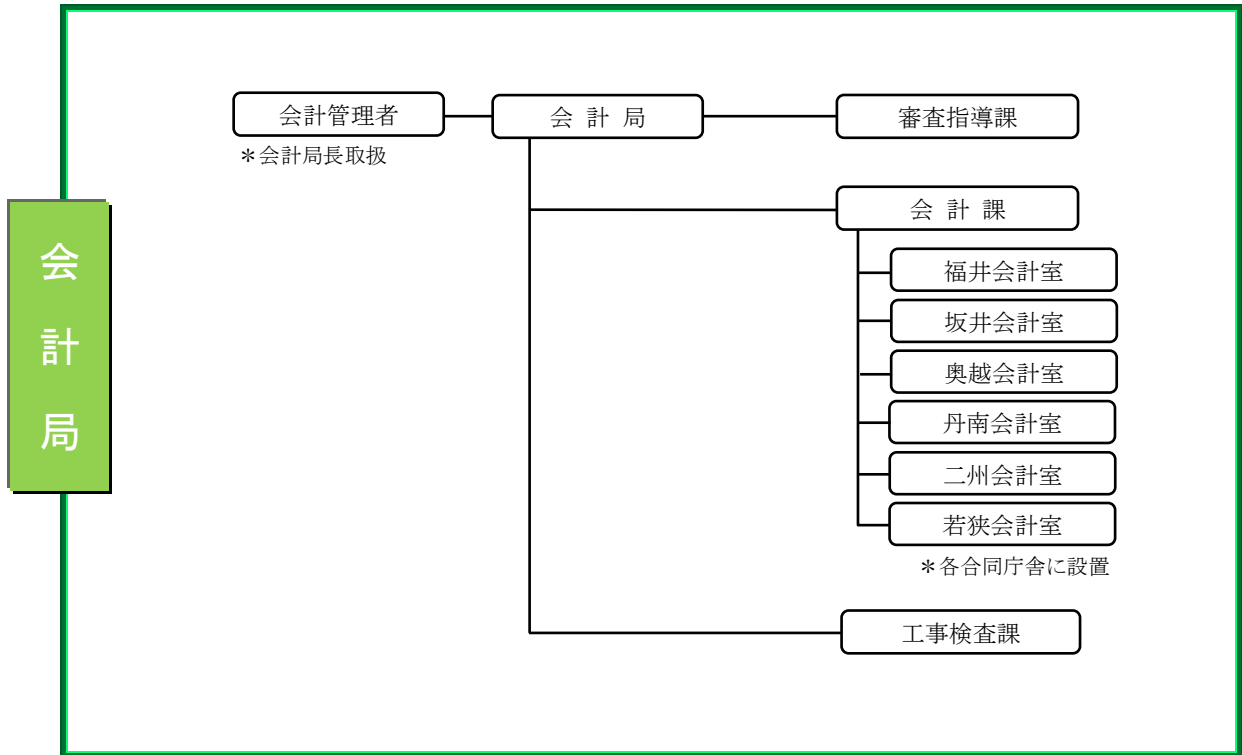 会計局
会計管理者
会 計 局
審査指導課
＊会計局長取扱
会 計 課
福井会計室
坂井会計室
奥越会計室
丹南会計室
二州会計室
若狭会計室
＊各合同庁舎に設置
工事検査課